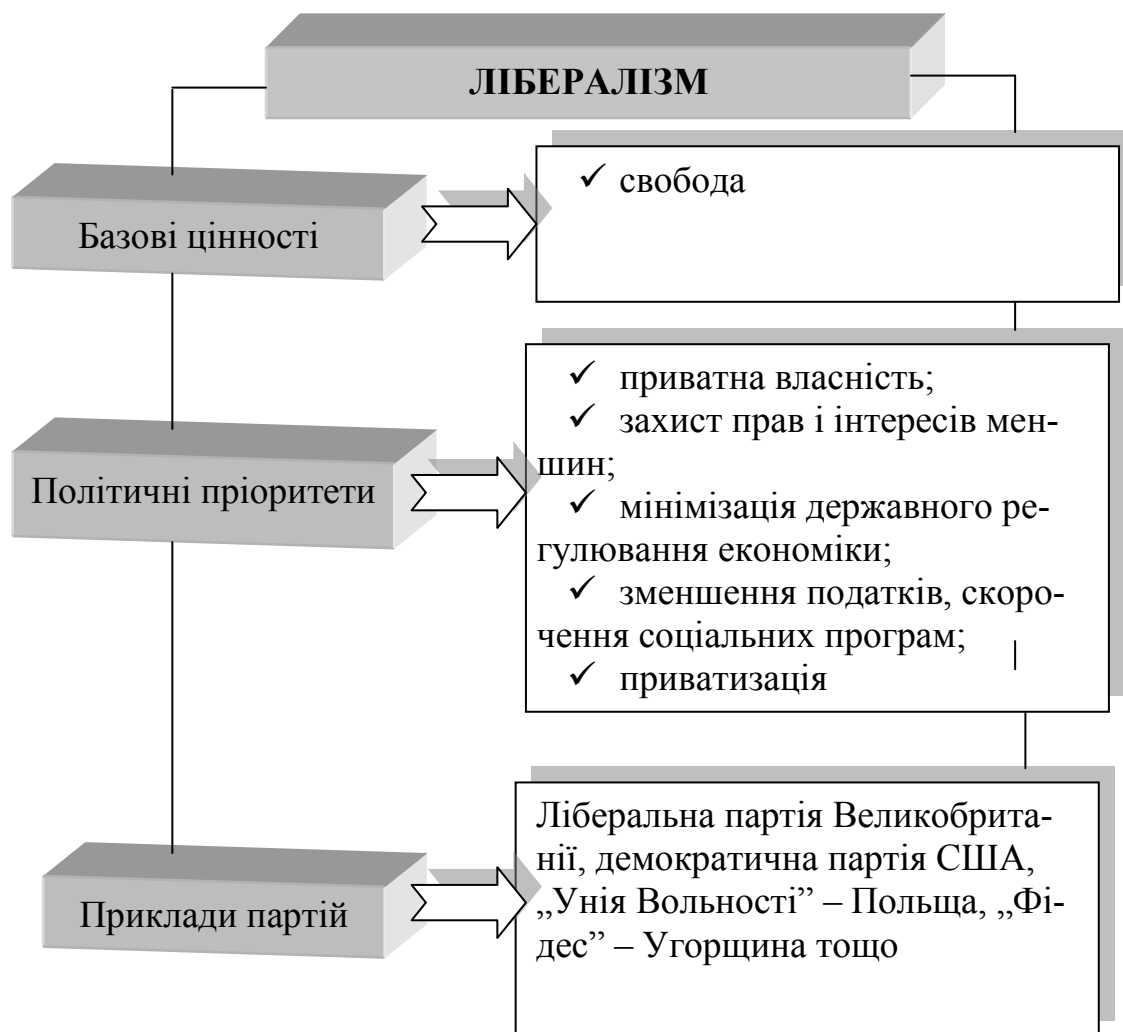 ЛІБЕРАЛІЗМ
Базові цінності
✓ свобода
Політичні пріоритети
✓ приватна власність;
✓ захист прав і інтересів мен-
шин;
✓ мінімізація державного ре-
гулювання економіки;
✓ зменшення податків, скоро-
чення соціальних програм;
✓ приватизація
Приклади партій
Ліберальна партія Великобрита-
нії, демократична партія США,
„Унія Вольності” – Польща, „Фі-
дес” – Угорщина тощо